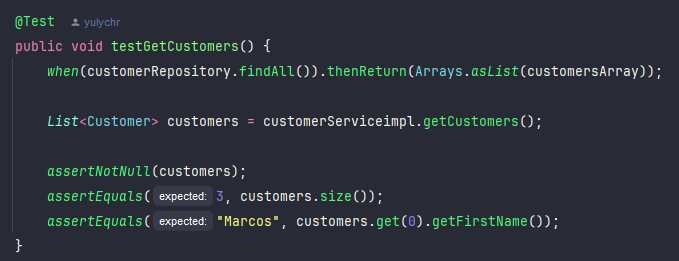 @Test yulychr
public void testGetCustomers() {
when(customerRepository.findAll()).thenReturn(Arrays.asList(customersArray));
List<Customer> customers = customerServiceimpl.getCustomers();
assertNotNull(customers);
assertEquals( expected: 3, customers.size());
assertEquals( expected: "Marcos", customers.get(0).getFirstName());
}